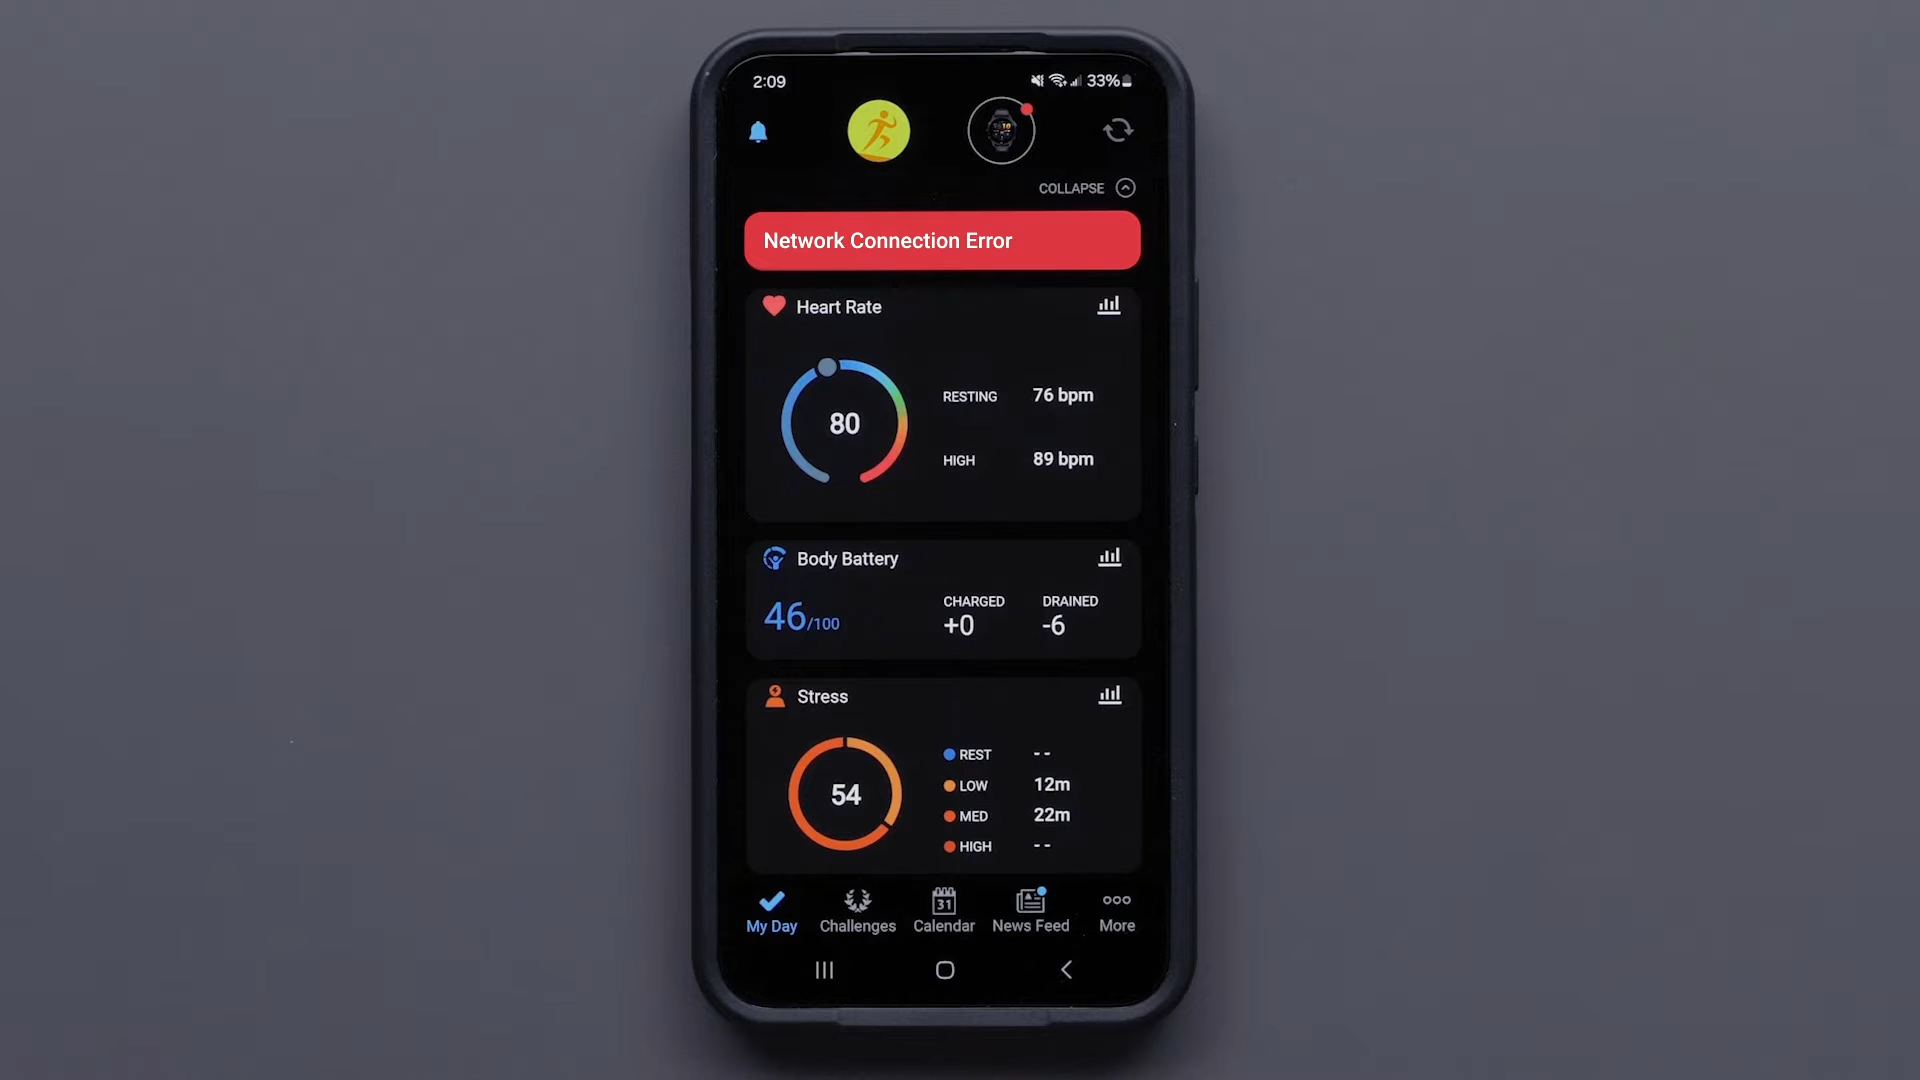 2:09
33%
COLLAPSE
Network Connection Error
Heart Rate
80
RESTING 76 bpm
HIGH 89 bpm
Body Battery
46/100
CHARGED DRAINED
+0 -6
Stress
54
REST --
LOW 12m
MED 22m
HIGH --
31
My Day Challenges Calendar News Feed More